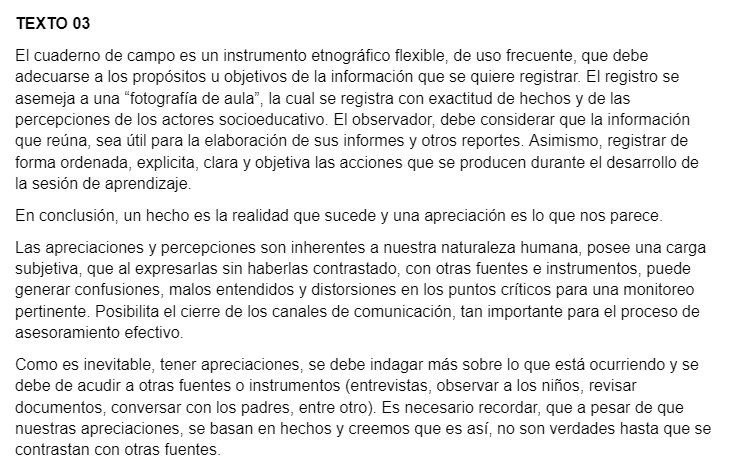 TEXTO 03
El cuaderno de campo es un instrumento etnográfico flexible, de uso frecuente, que debe
adecuarse a los propósitos u objetivos de la información que se quiere registrar. El registro se
asemeja a una “fotografía de aula”, la cual se registra con exactitud de hechos y de las
percepciones de los actores socioeducativo. El observador, debe considerar que la información
que reúna, sea útil para la elaboración de sus informes y otros reportes. Asimismo, registrar de
forma ordenada, explicita, clara y objetiva las acciones que se producen durante el desarrollo de
la sesión de aprendizaje.
En conclusión, un hecho es la realidad que sucede y una apreciación es lo que nos parece.
Las apreciaciones y percepciones son inherentes a nuestra naturaleza humana, posee una carga
subjetiva, que al expresarlas sin haberlas contrastado, con otras fuentes e instrumentos, puede
generar confusiones, malos entendidos y distorsiones en los puntos críticos para una monitoreo
pertinente. Posibilita el cierre de los canales de comunicación, tan importante para el proceso de
asesoramiento efectivo.
Como es inevitable, tener apreciaciones, se debe indagar más sobre lo que está ocurriendo y se
debe de acudir a otras fuentes o instrumentos (entrevistas, observar a los niños, revisar
documentos, conversar con los padres, entre otro). Es necesario recordar, que a pesar de que
nuestras apreciaciones, se basan en hechos y creemos que es así, no son verdades hasta que se
contrastan con otras fuentes.